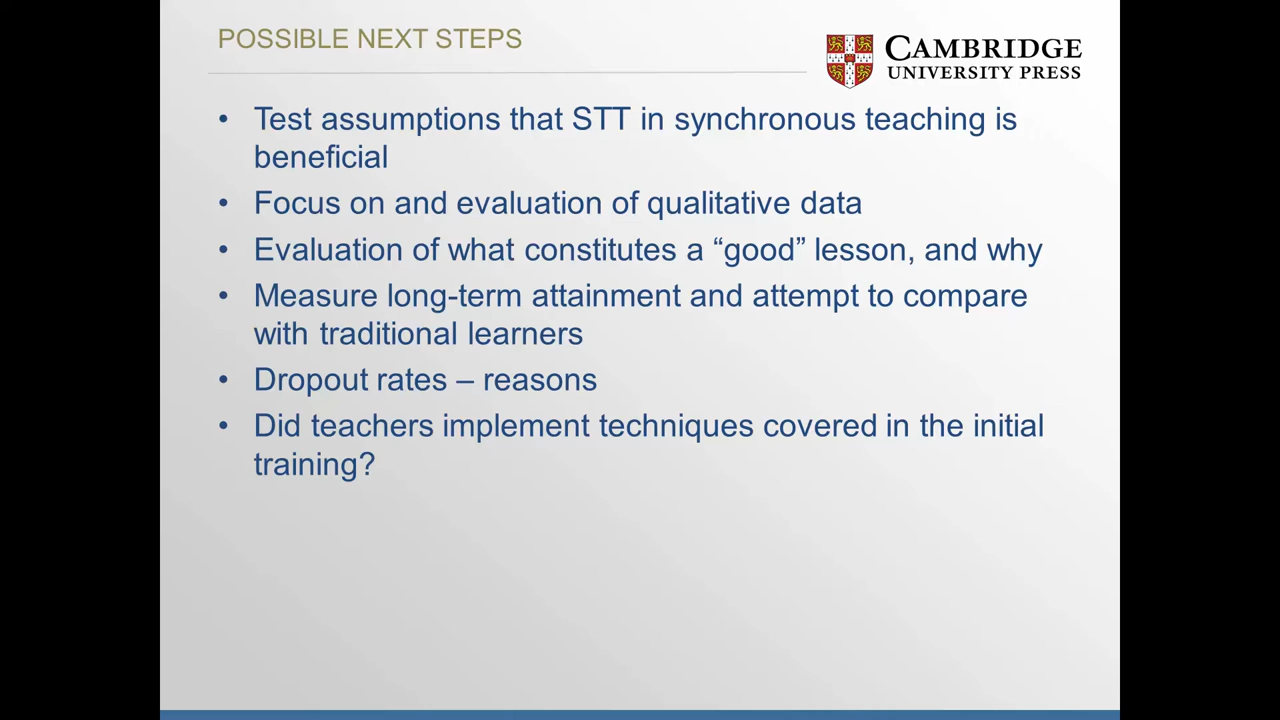 POSSIBLE NEXT STEPS
CAMBRIDGE
UNIVERSITY PRESS
• Test assumptions that STT in synchronous teaching is
beneficial
• Focus on and evaluation of qualitative data
• Evaluation of what constitutes a “good” lesson, and why
• Measure long-term attainment and attempt to compare
with traditional learners
• Dropout rates – reasons
• Did teachers implement techniques covered in the initial
training?